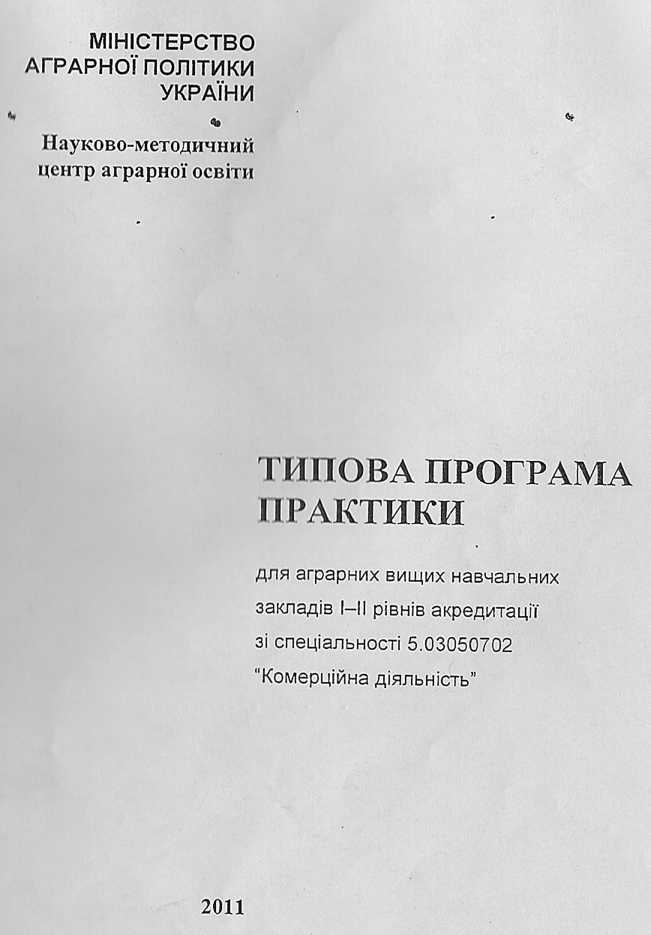 МІНІСТЕРСТВО
АГРАРНОЇ ПОЛІТИКИ
УКРАЇНИ
Науково-методичний
центр аграрної освіти
ТИПОВА ПРОГРАМА
ПРАКТИКИ
для аграрних вищих навчальних
закладів І–ІІ рівнів акредитації
зі спеціальності 5.03050702
“Комерційна діяльність”
2011